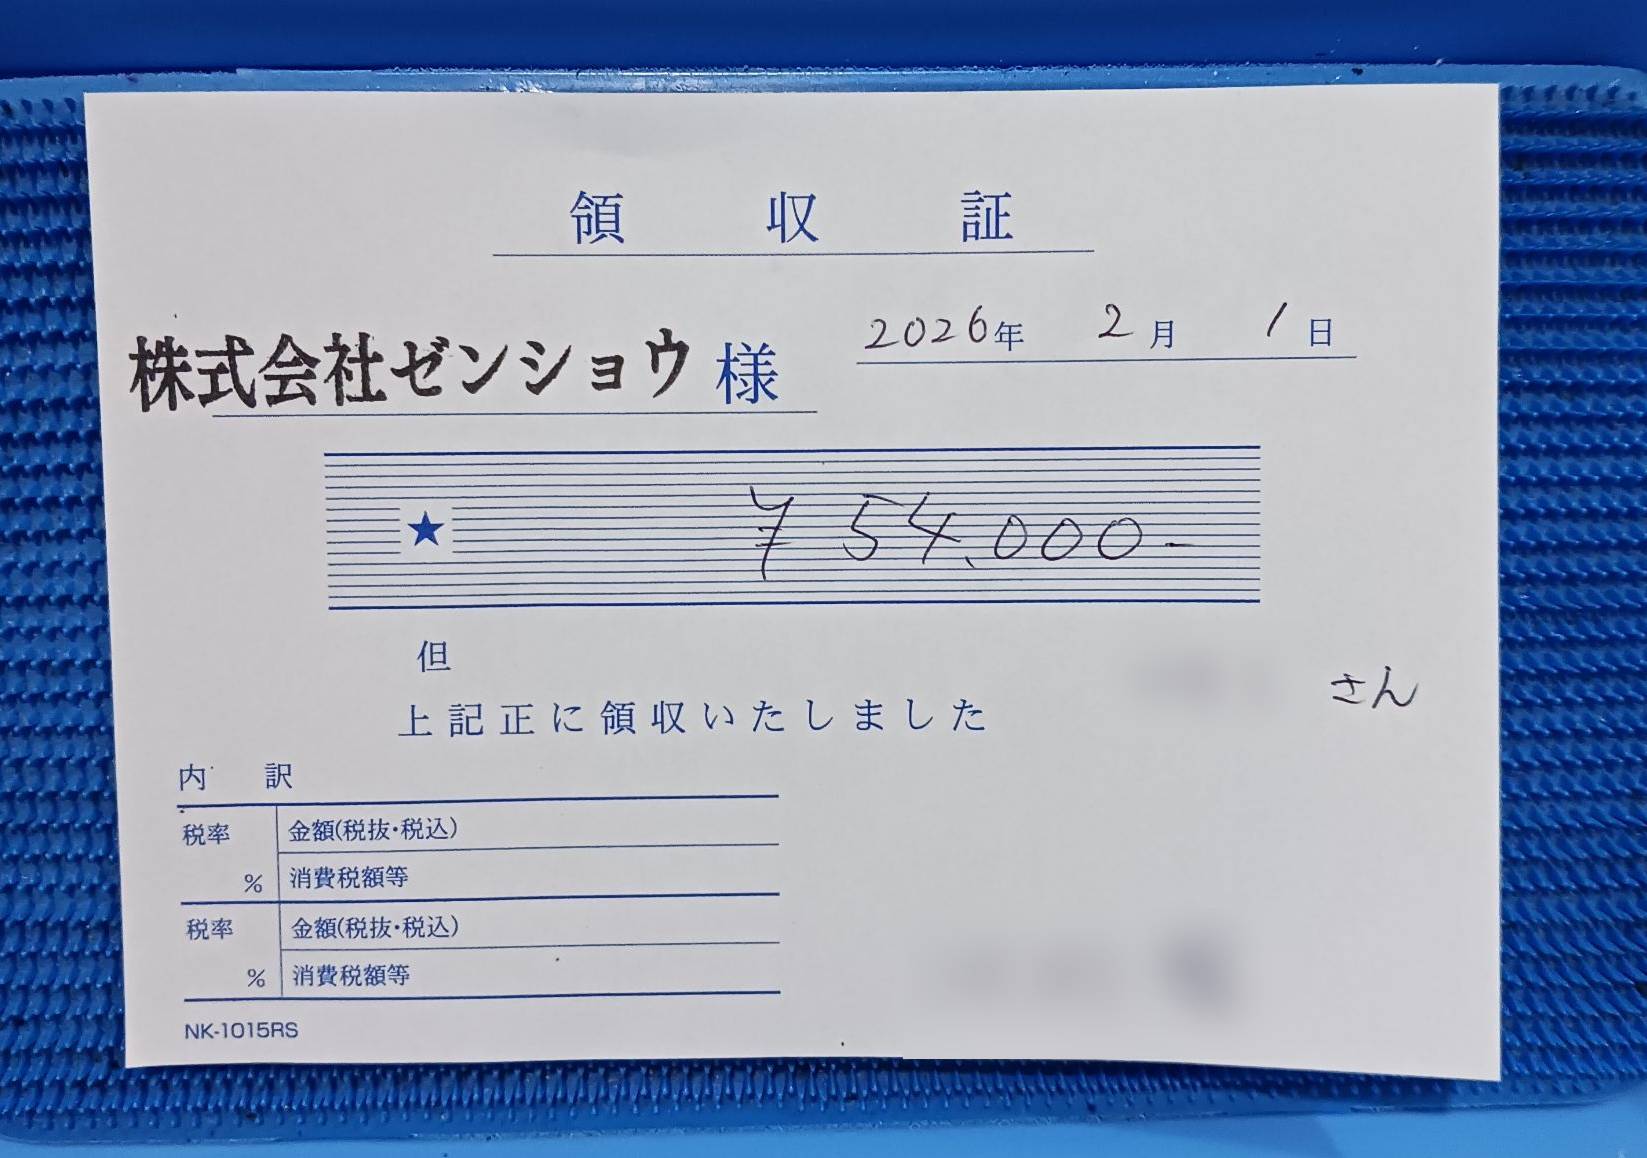 領収証
2026年 2月 1日
株式会社ゼンショウ 様
★ ¥54,000-
但
さん
上記正に領収いたしました
内訳
税率 金額(税抜・税込)
% 消費税額等
税率 金額(税抜・税込)
% 消費税額等
NK-1015RS